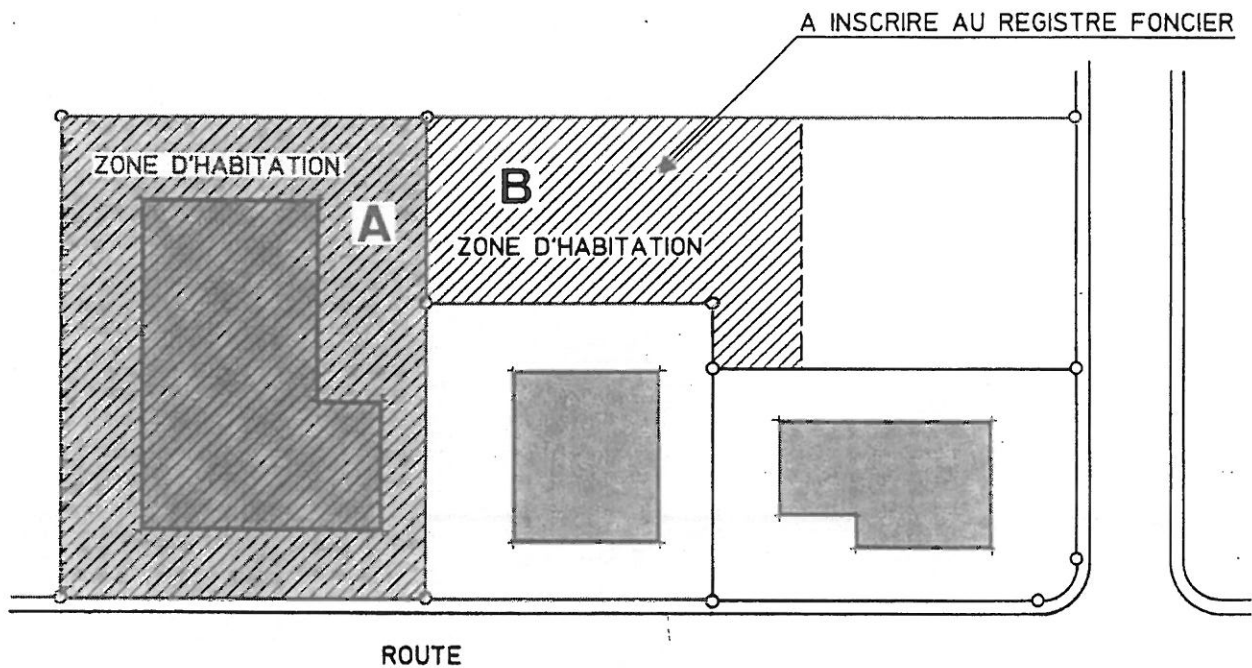 A INSCRIRE AU REGISTRE FONCIER
ZONE D'HABITATION
A
B
ZONE D'HABITATION
ROUTE